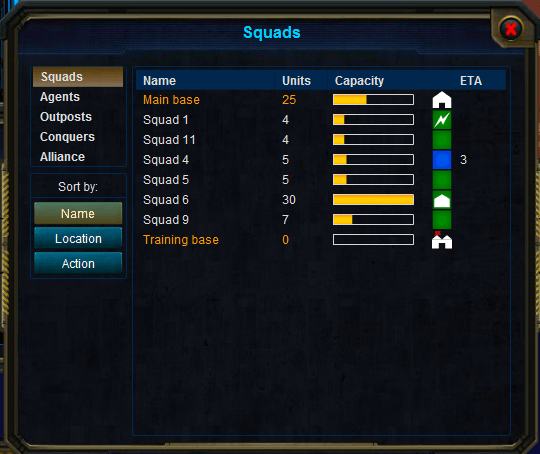 Squads
Squads
Agents
Outposts
Conquers
Alliance
Sort by:
Name
Location
Action
Name Units Capacity ETA
Main base 25
Squad 1 4
Squad 11 4
Squad 4 5 3
Squad 5 5
Squad 6 30
Squad 9 7
Training base 0